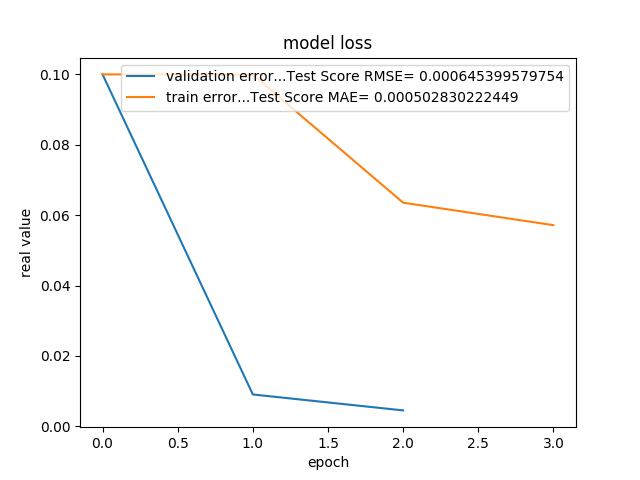 model loss
validation error...Test Score RMSE= 0.000645399579754
train error...Test Score MAE= 0.000502830222449
0.10
0.08
0.06
0.04
0.02
0.00
real value
0.0 0.5 1.0 1.5 2.0 2.5 3.0
epoch